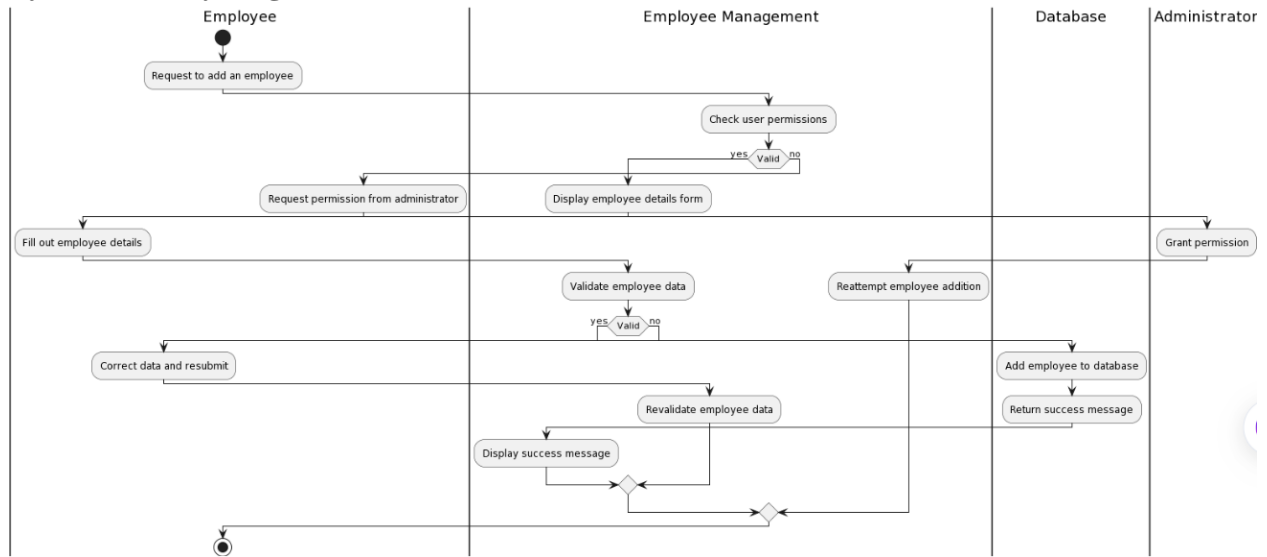 Employee
Employee Management
Database
Administrator
Request to add an employee
Check user permissions
yes
Valid
no
Request permission from administrator
Display employee details form
Fill out employee details
Grant permission
Validate employee data
Reattempt employee addition
yes
Valid
no
Correct data and resubmit
Add employee to database
Revalidate employee data
Return success message
Display success message